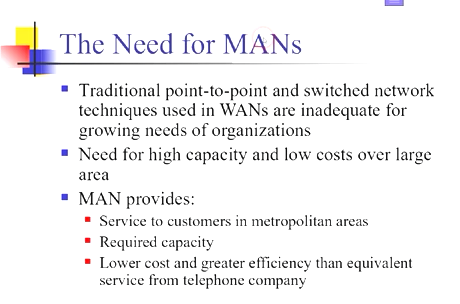 The Need for MANs
Traditional point-to-point and switched network
techniques used in WANs are inadequate for
growing needs of organizations
Need for high capacity and low costs over large
area
MAN provides:
Service to customers in metropolitan areas
Required capacity
Lower cost and greater efficiency than equivalent
service from telephone company